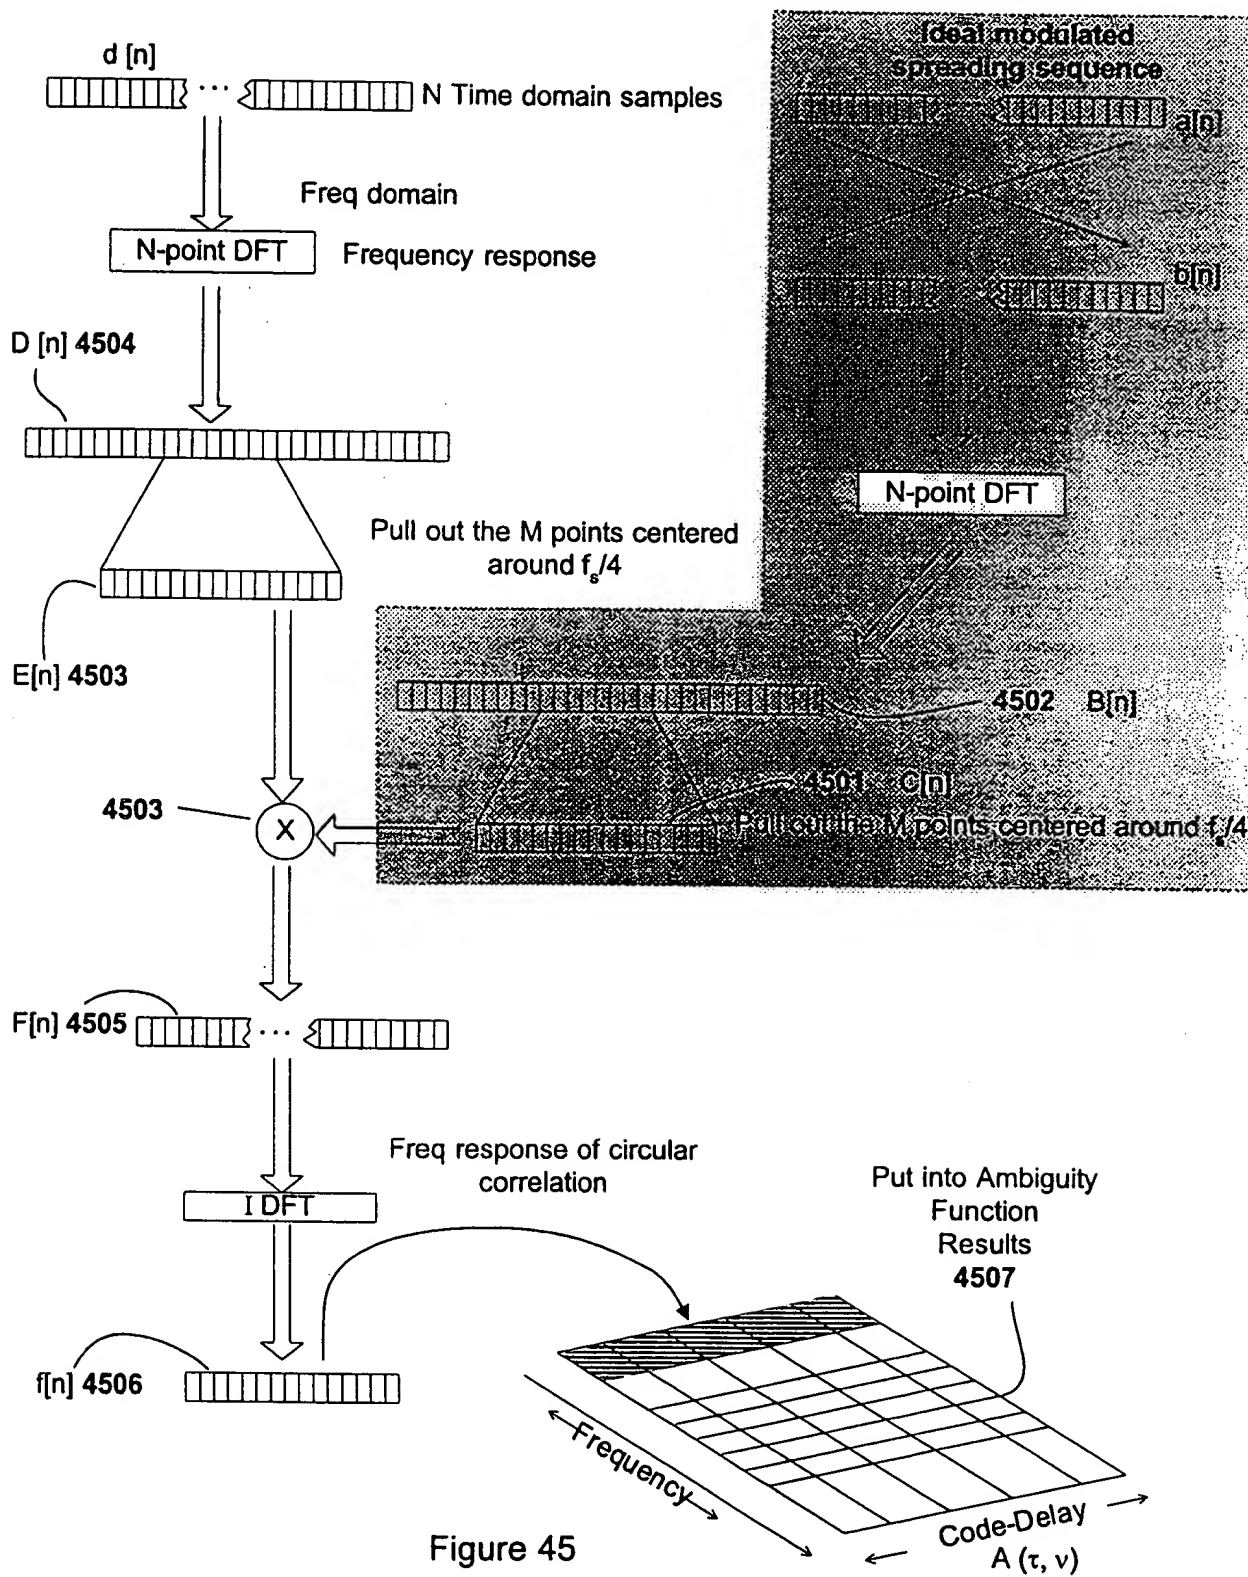 d [n]
N Time domain samples
Freq domain
N-point DFT
Frequency response
D [n] 4504
Pull out the M points centered
around fs/4
E[n] 4503
4503
X
Ideal modulated
spreading sequence
a[n]
b[n]
N-point DFT
4502 B[n]
4501 C[n]
Pull out the M points centered around fs/4
F[n] 4505
Freq response of circular
correlation
I DFT
f[n] 4506
Put into Ambiguity
Function
Results
4507
Frequency
Code-Delay
A (τ, ν)
Figure 45